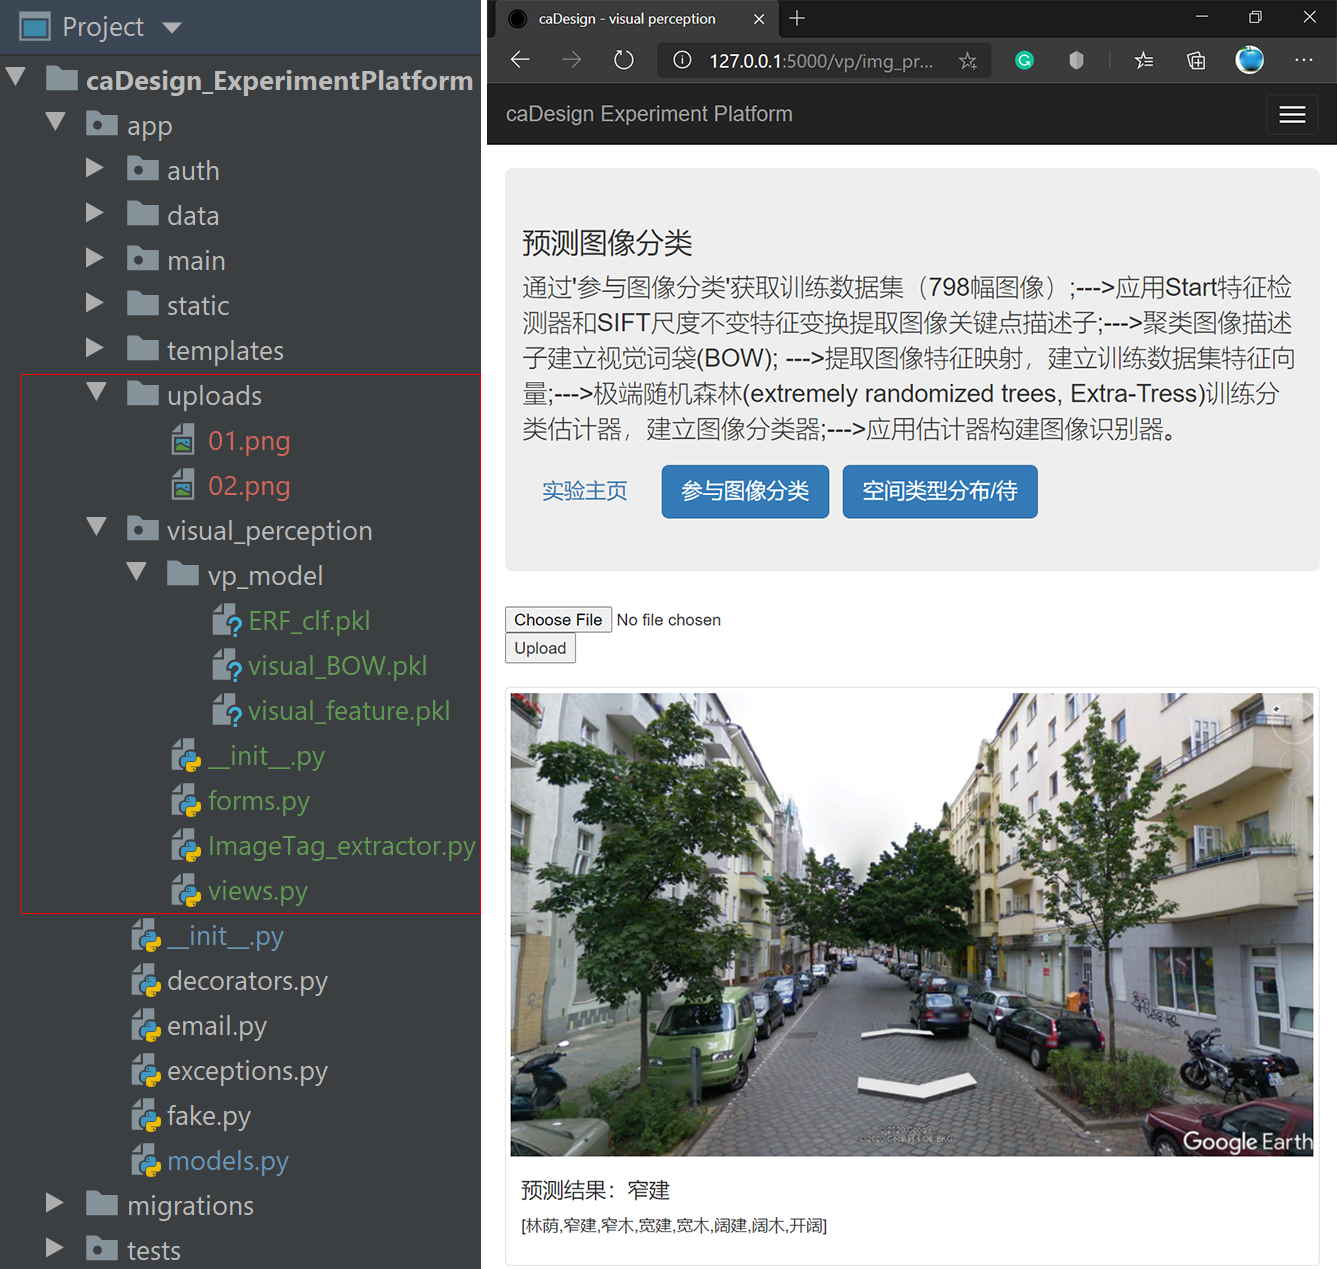 Project
caDesign_ExperimentPlatform
app
auth
data
main
static
templates
uploads
01.png
02.png
visual_perception
vp_model
ERF_clf.pkl
visual_BOW.pkl
visual_feature.pkl
__init__.py
forms.py
ImageTag_extractor.py
views.py
__init__.py
decorators.py
email.py
exceptions.py
fake.py
models.py
migrations
tests
caDesign - visual perception
127.0.0.1:5000/vp/img_pr...
caDesign Experiment Platform
预测图像分类
通过'参与图像分类'获取训练数据集（798幅图像）;--->应用Start特征检
测器和SIFT尺度不变特征变换提取图像关键点描述子;--->聚类图像描述
子建立视觉词袋(BOW); --->提取图像特征映射，建立训练数据集特征向
量;--->极端随机森林(extremely randomized trees, Extra-Tress)训练分
类估计器，建立图像分类器;--->应用估计器构建图像识别器。
实验主页 参与图像分类 空间类型分布/待
Choose File No file chosen
Upload
Google Earth
预测结果：窄建
[林荫,窄建,窄木,宽建,宽木,阔建,阔木,开阔]